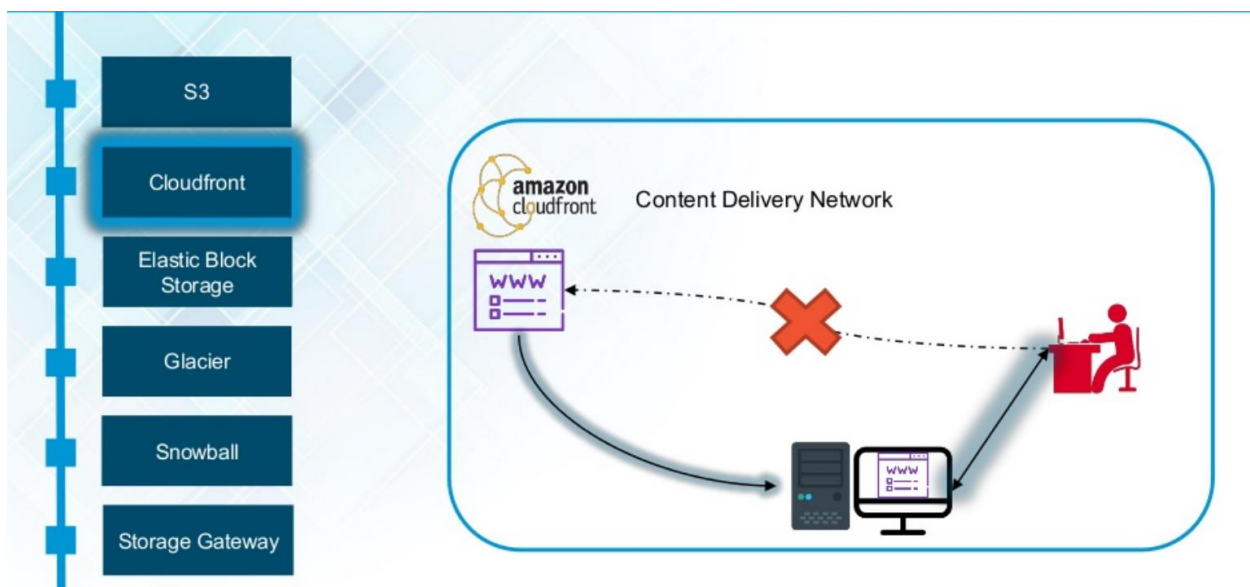 S3
Cloudfront
Elastic Block
Storage
Glacier
Snowball
Storage Gateway
amazon
cloudfront
Content Delivery Network
WWW
WWW